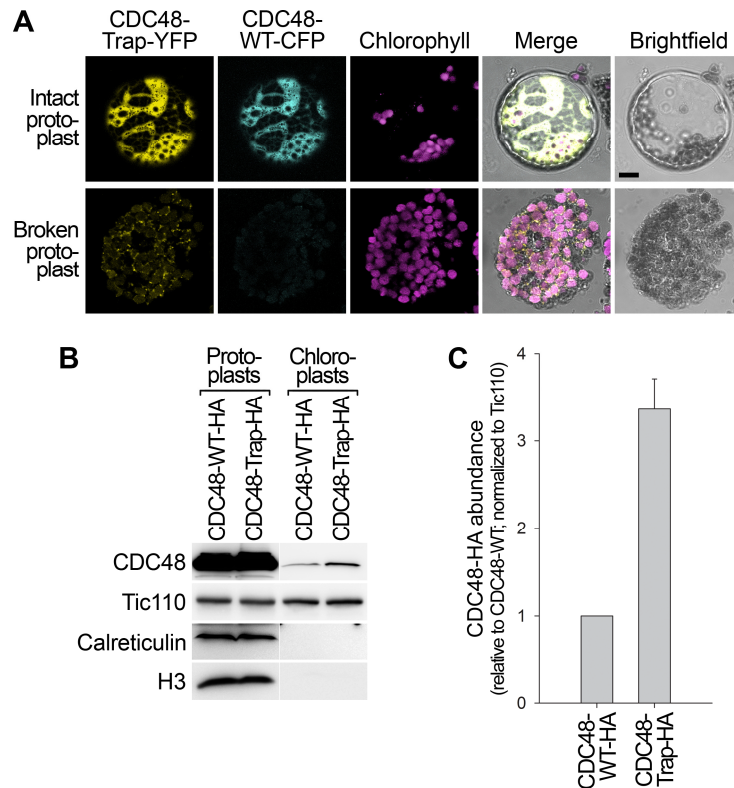 A
CDC48-
Trap-YFP
CDC48-
WT-CFP
Chlorophyll
Merge
Brightfield
Intact
proto-
plast
Broken
proto-
plast
B
Proto-
plasts
Chloro-
plasts
CDC48-WT-HA
CDC48-Trap-HA
CDC48-WT-HA
CDC48-Trap-HA
CDC48
Tic110
Calreticulin
H3
C
CDC48-HA abundance
(relative to CDC48-WT; normalized to Tic110)
4
3
2
1
0
CDC48-
WT-HA
CDC48-
Trap-HA